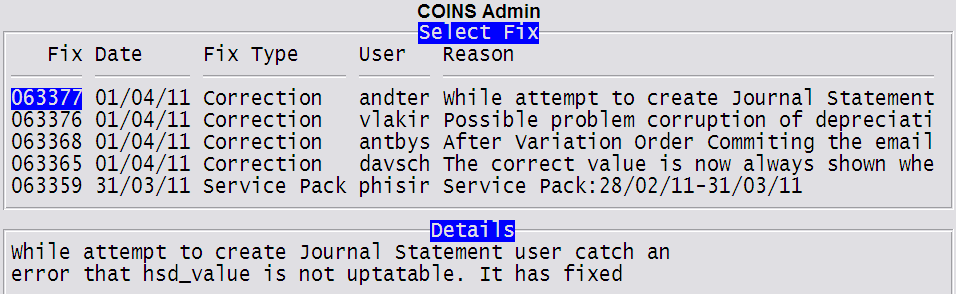 COINS Admin
Select Fix
Fix Date Fix Type User Reason
063377 01/04/11 Correction andter While attempt to create Journal Statement
063376 01/04/11 Correction vlakir Possible problem corruption of depreciati
063368 01/04/11 Correction antbys After Variation Order Commiting the email
063365 01/04/11 Correction davsch The correct value is now always shown whe
063359 31/03/11 Service Pack phisir Service Pack:28/02/11-31/03/11
Details
While attempt to create Journal Statement user catch an
error that hsd_value is not uptatable. It has fixed